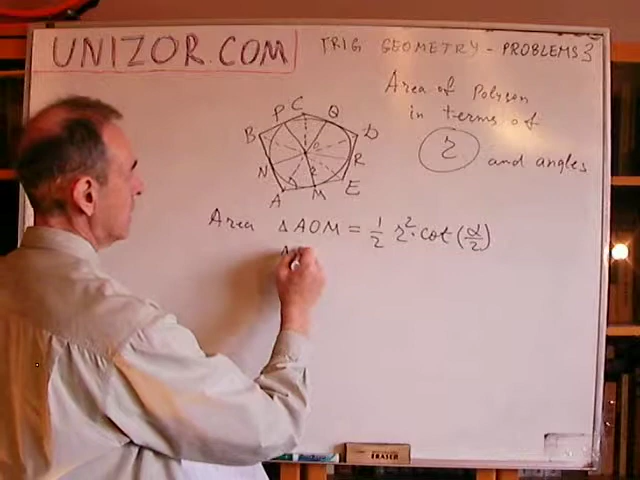 UNIZOR.COM
TRIG GEOMETRY - PROBLEMS 3
Area of Polygon
in terms of
r and angles
P C Q
B D
O
N R
r
A M E
Area ΔAOM = 1/2 r²·cot(α/2)
ERASER